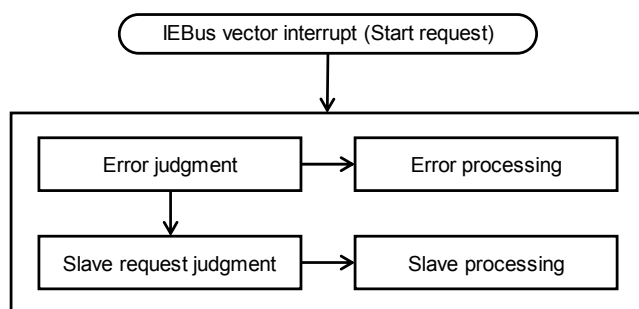 IEBus vector interrupt (Start request)
Error judgment
Error processing
Slave request judgment
Slave processing